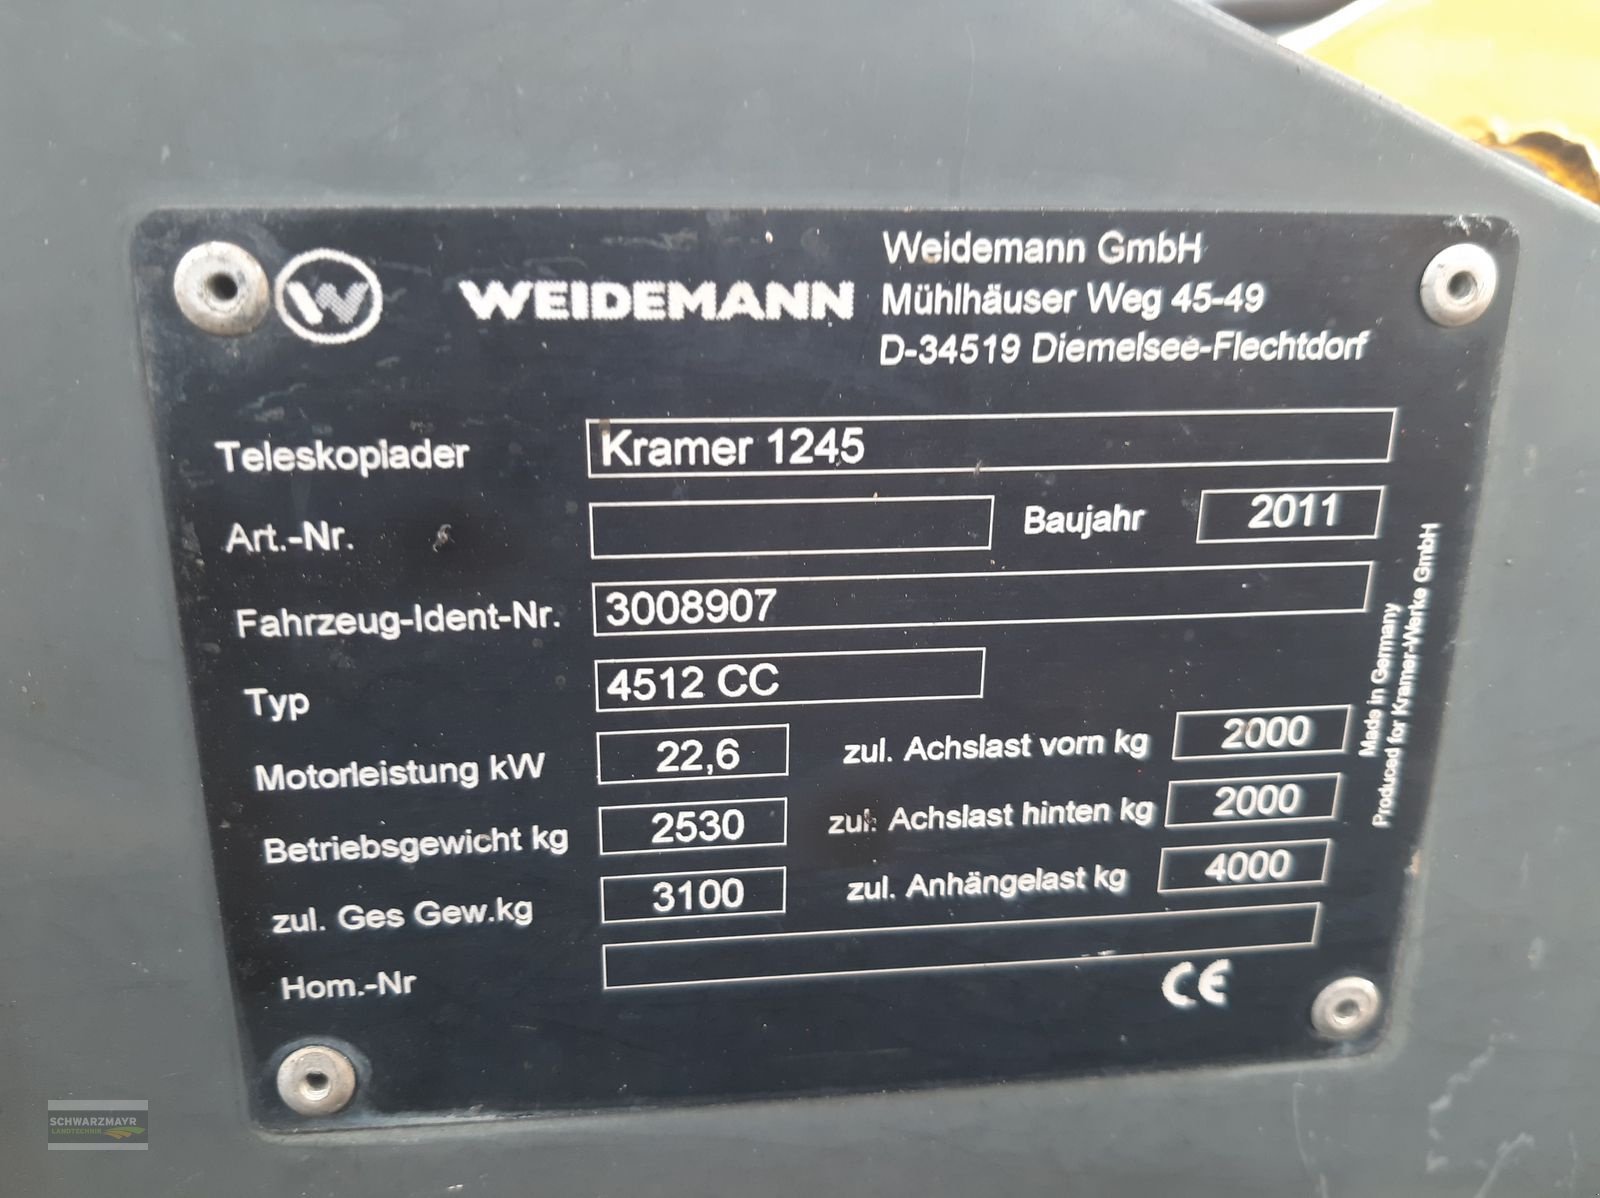 W WEIDEMANN
Weidemann GmbH
Mühlhäuser Weg 45-49
D-34519 Diemelsee-Flechtdorf
Teleskoplader Kramer 1245
Art.-Nr. Baujahr 2011
Fahrzeug-Ident-Nr. 3008907
Typ 4512 CC
Motorleistung kW 22,6 zul. Achslast vorn kg 2000
Betriebsgewicht kg 2530 zul. Achslast hinten kg 2000
zul. Ges Gew.kg 3100 zul. Anhängelast kg 4000
Hom.-Nr
CE
Made in Germany
Produced for Kramer-Werke GmbH
SCHWARZMAYR
LANDTECHNIK